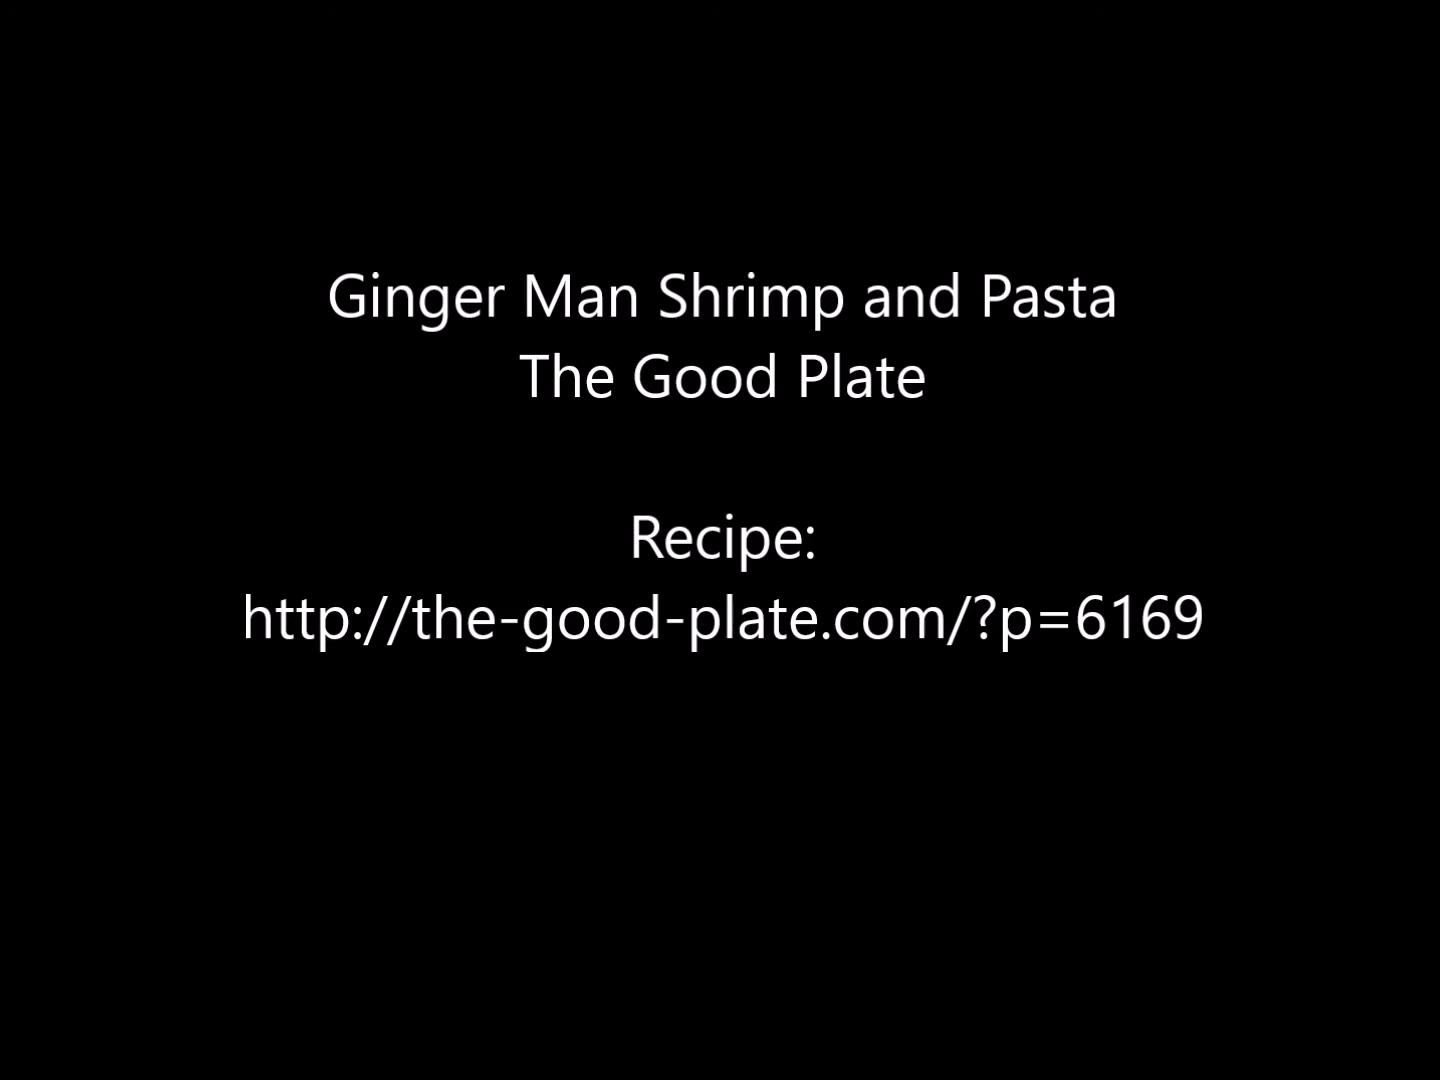 Ginger Man Shrimp and Pasta
The Good Plate
Recipe:
http://the-good-plate.com/?p=6169